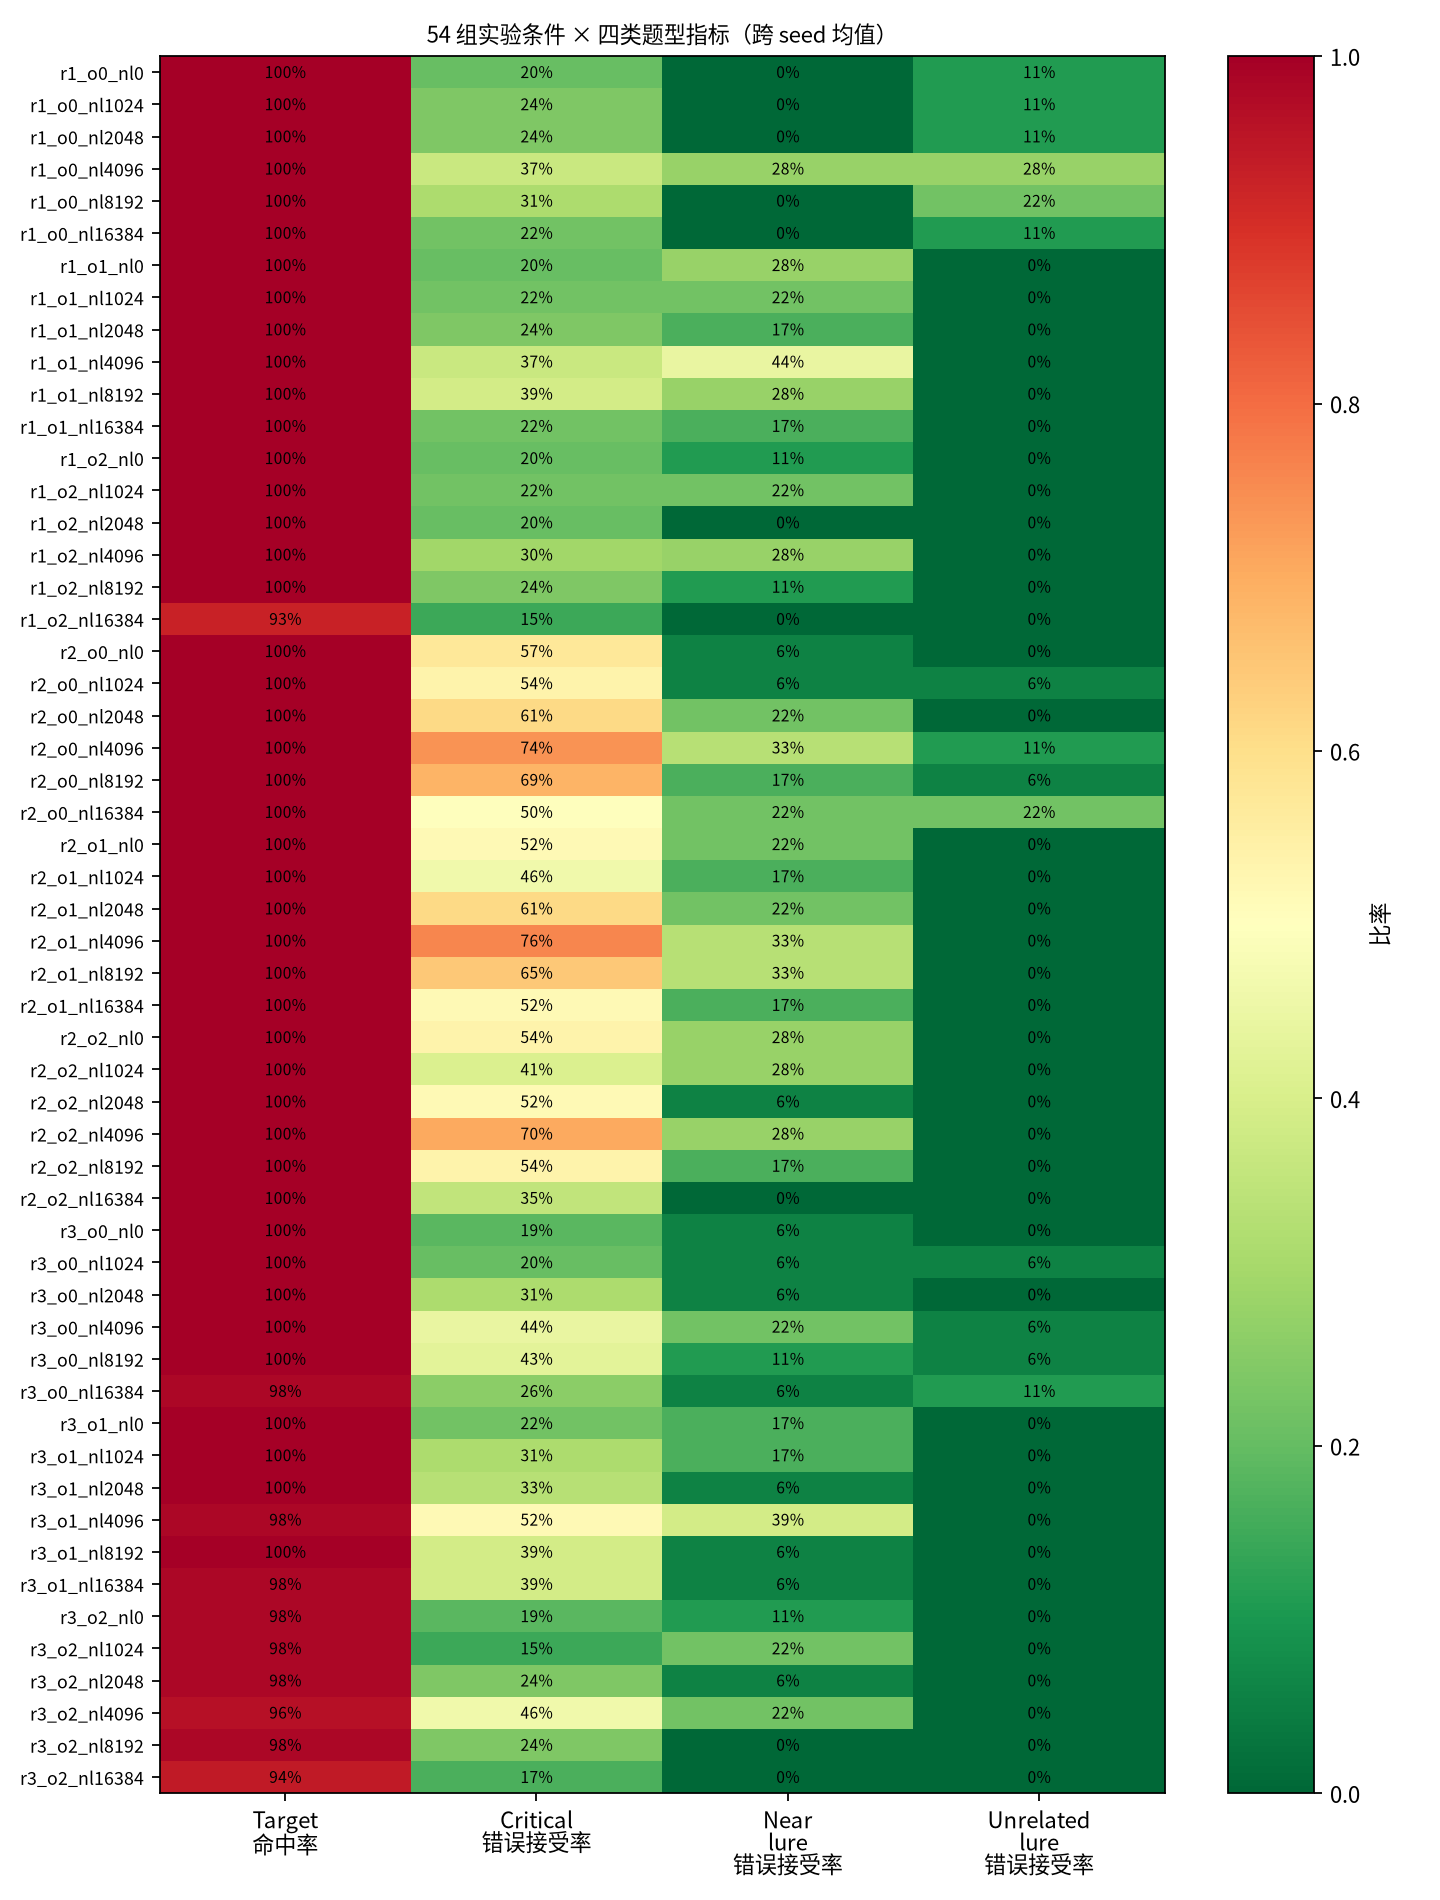 54 组实验条件 × 四类题型指标（跨 seed 均值）
r1_o0_nl0 100% 20% 0% 11%
r1_o0_nl1024 100% 24% 0% 11%
r1_o0_nl2048 100% 24% 0% 11%
r1_o0_nl4096 100% 37% 28% 28%
r1_o0_nl8192 100% 31% 0% 22%
r1_o0_nl16384 100% 22% 0% 11%
r1_o1_nl0 100% 20% 28% 0%
r1_o1_nl1024 100% 22% 22% 0%
r1_o1_nl2048 100% 24% 17% 0%
r1_o1_nl4096 100% 37% 44% 0%
r1_o1_nl8192 100% 39% 28% 0%
r1_o1_nl16384 100% 22% 17% 0%
r1_o2_nl0 100% 20% 11% 0%
r1_o2_nl1024 100% 22% 22% 0%
r1_o2_nl2048 100% 20% 0% 0%
r1_o2_nl4096 100% 30% 28% 0%
r1_o2_nl8192 100% 24% 11% 0%
r1_o2_nl16384 93% 15% 0% 0%
r2_o0_nl0 100% 57% 6% 0%
r2_o0_nl1024 100% 54% 6% 6%
r2_o0_nl2048 100% 61% 22% 0%
r2_o0_nl4096 100% 74% 33% 11%
r2_o0_nl8192 100% 69% 17% 6%
r2_o0_nl16384 100% 50% 22% 22%
r2_o1_nl0 100% 52% 22% 0%
r2_o1_nl1024 100% 46% 17% 0%
r2_o1_nl2048 100% 61% 22% 0%
r2_o1_nl4096 100% 76% 33% 0%
r2_o1_nl8192 100% 65% 33% 0%
r2_o1_nl16384 100% 52% 17% 0%
r2_o2_nl0 100% 54% 28% 0%
r2_o2_nl1024 100% 41% 28% 0%
r2_o2_nl2048 100% 52% 6% 0%
r2_o2_nl4096 100% 70% 28% 0%
r2_o2_nl8192 100% 54% 17% 0%
r2_o2_nl16384 100% 35% 0% 0%
r3_o0_nl0 100% 19% 6% 0%
r3_o0_nl1024 100% 20% 6% 6%
r3_o0_nl2048 100% 31% 6% 0%
r3_o0_nl4096 100% 44% 22% 6%
r3_o0_nl8192 100% 43% 11% 6%
r3_o0_nl16384 98% 26% 6% 11%
r3_o1_nl0 100% 22% 17% 0%
r3_o1_nl1024 100% 31% 17% 0%
r3_o1_nl2048 100% 33% 6% 0%
r3_o1_nl4096 98% 52% 39% 0%
r3_o1_nl8192 100% 39% 6% 0%
r3_o1_nl16384 98% 39% 6% 0%
r3_o2_nl0 98% 19% 11% 0%
r3_o2_nl1024 98% 15% 22% 0%
r3_o2_nl2048 98% 24% 6% 0%
r3_o2_nl4096 96% 46% 22% 0%
r3_o2_nl8192 98% 24% 0% 0%
r3_o2_nl16384 94% 17% 0% 0%
Target
命中率
Critical
错误接受率
Near
lure
错误接受率
Unrelated
lure
错误接受率
1.0
0.8
0.6
0.4
0.2
0.0
比率